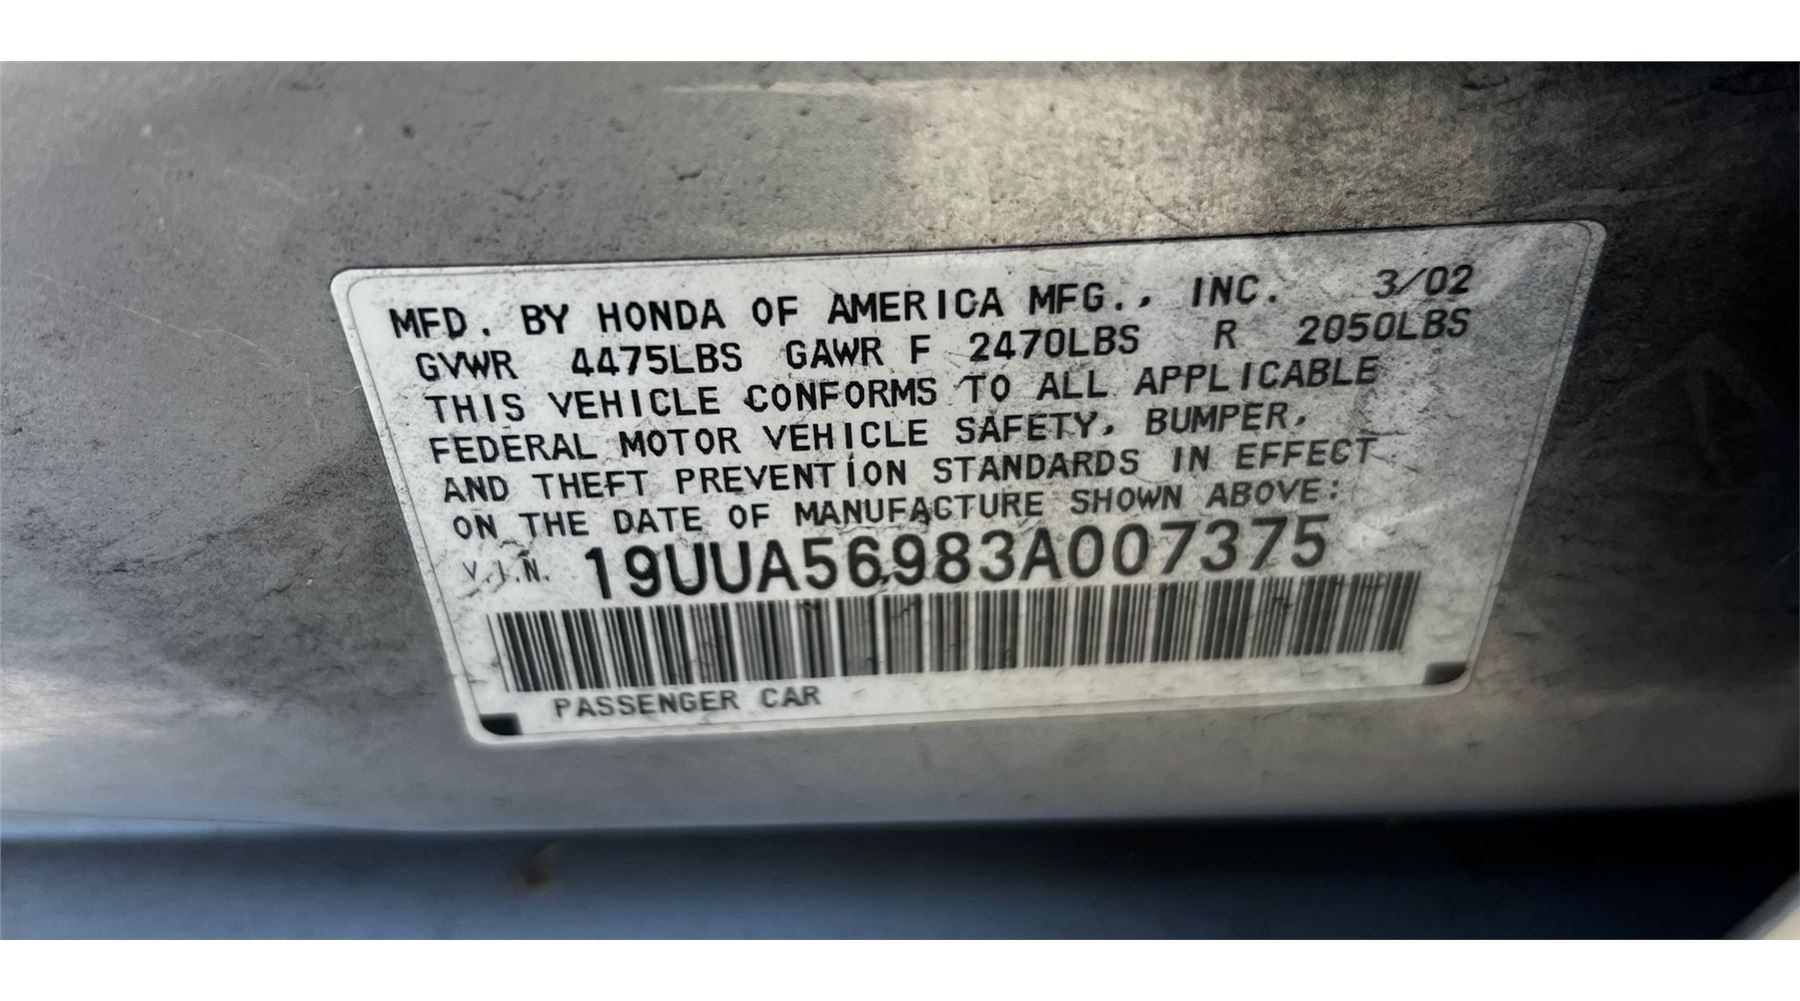 MFD. BY HONDA OF AMERICA MFG., INC. 3/02
GVWR 4475LBS GAWR F 2470LBS R 2050LBS
THIS VEHICLE CONFORMS TO ALL APPLICABLE
FEDERAL MOTOR VEHICLE SAFETY, BUMPER,
AND THEFT PREVENTION STANDARDS IN EFFECT
ON THE DATE OF MANUFACTURE SHOWN ABOVE:
V.I.N. 19UUA56983A007375
PASSENGER CAR